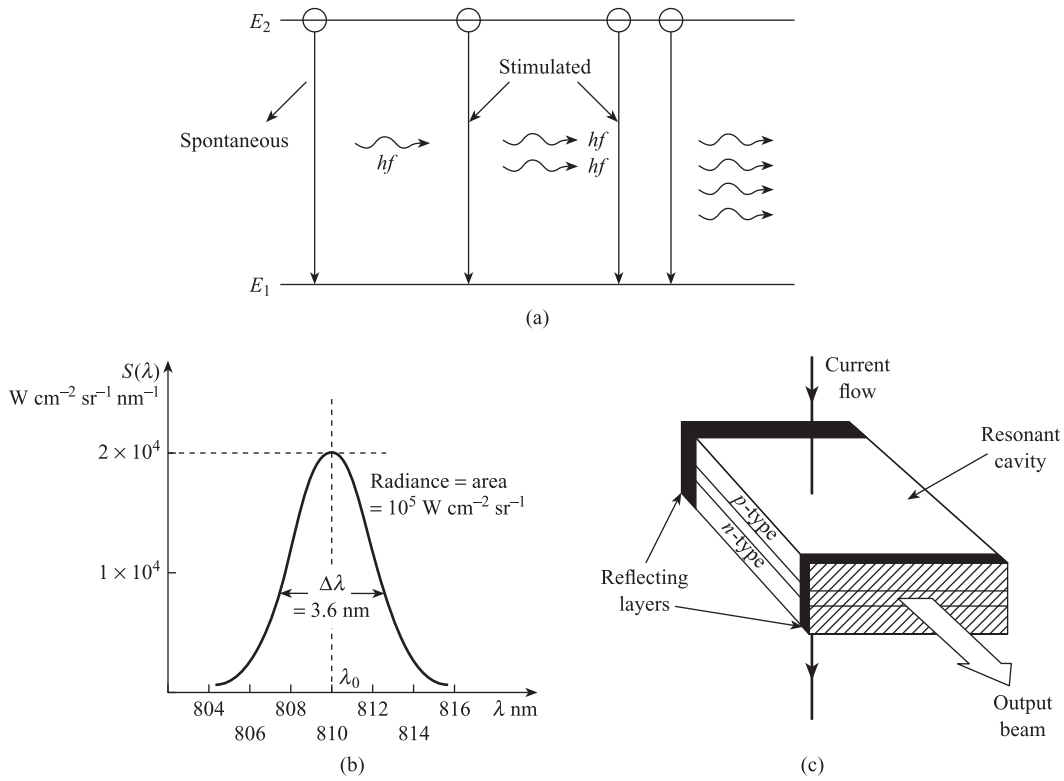 E₂
Stimulated
Spontaneous
hf
hf
hf
E₁
(a)
S(λ)
W cm⁻² sr⁻¹ nm⁻¹
2 × 10⁴
Radiance = area
= 10⁵ W cm⁻² sr⁻¹
1 × 10⁴
Δλ
= 3.6 nm
λ₀
804 808 812 816 λ nm
806 810 814
(b)
Current
flow
Resonant
cavity
p-type
n-type
Reflecting
layers
Output
beam
(c)